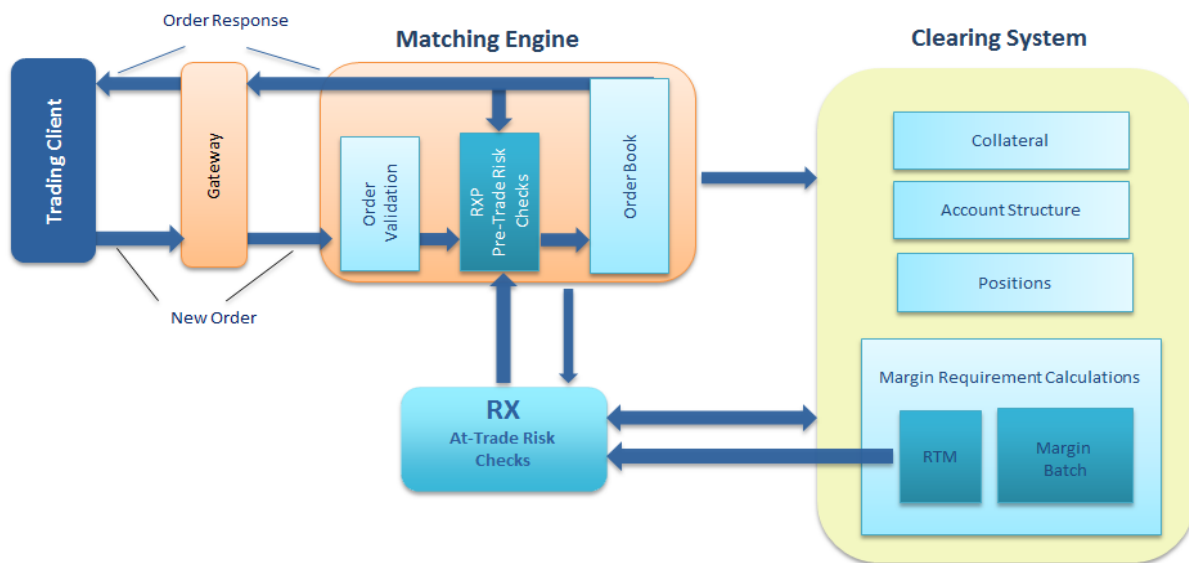 Order Response
Matching Engine
Clearing System
Trading Client
Gateway
Order
Validation
RXP
Pre-Trade Risk
Checks
Order Book
New Order
Collateral
Account Structure
Positions
Margin Requirement Calculations
RTM
Margin
Batch
RX
At-Trade Risk
Checks